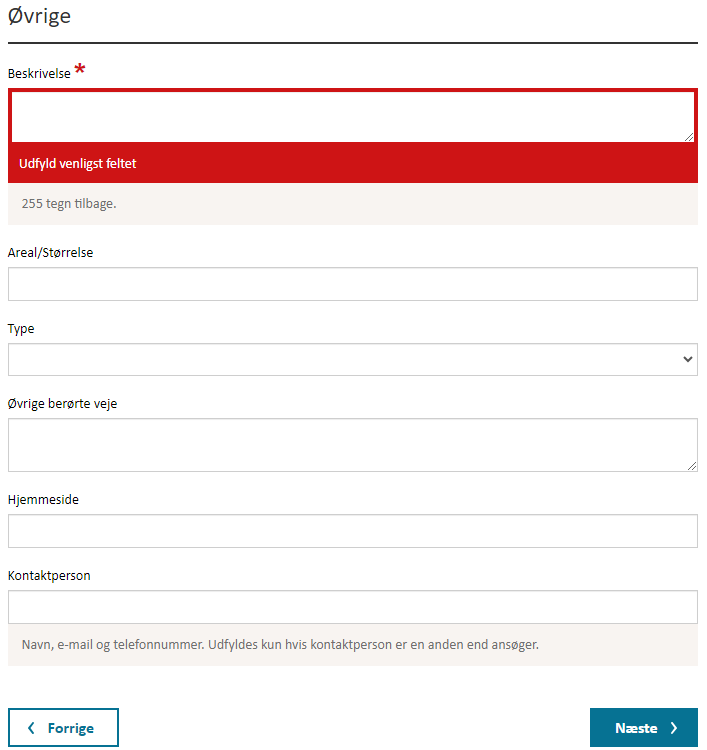 Øvrige
Beskrivelse *
Udfyld venligst feltet
255 tegn tilbage.
Areal/Størrelse
Type
Øvrige berørte veje
Hjemmeside
Kontaktperson
Navn, e-mail og telefonnummer. Udfyldes kun hvis kontaktperson er en anden end ansøger.
Forrige
Næste